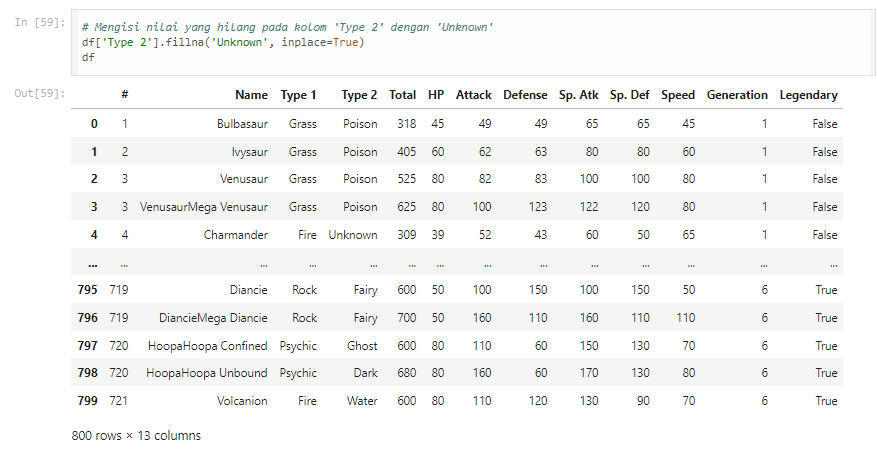 In [59]:
# Mengisi nilai yang hilang pada kolom 'Type 2' dengan 'Unknown'
df['Type 2'].fillna('Unknown', inplace=True)
df
Out[59]:
# Name Type 1 Type 2 Total HP Attack Defense Sp. Atk Sp. Def Speed Generation Legendary
0 1 Bulbasaur Grass Poison 318 45 49 49 65 65 45 1 False
1 2 Ivysaur Grass Poison 405 60 62 63 80 80 60 1 False
2 3 Venusaur Grass Poison 525 80 82 83 100 100 80 1 False
3 3 VenusaurMega Venusaur Grass Poison 625 80 100 123 122 120 80 1 False
4 4 Charmander Fire Unknown 309 39 52 43 60 50 65 1 False
... ... ... ... ... ... ... ... ... ... ... ... ... ...
795 719 Diancie Rock Fairy 600 50 100 150 100 150 50 6 True
796 719 DiancieMega Diancie Rock Fairy 700 50 160 110 160 110 110 6 True
797 720 HoopaHoopa Confined Psychic Ghost 600 80 110 60 150 130 70 6 True
798 720 HoopaHoopa Unbound Psychic Dark 680 80 160 60 170 130 80 6 True
799 721 Volcanion Fire Water 600 80 110 120 130 90 70 6 True
800 rows × 13 columns